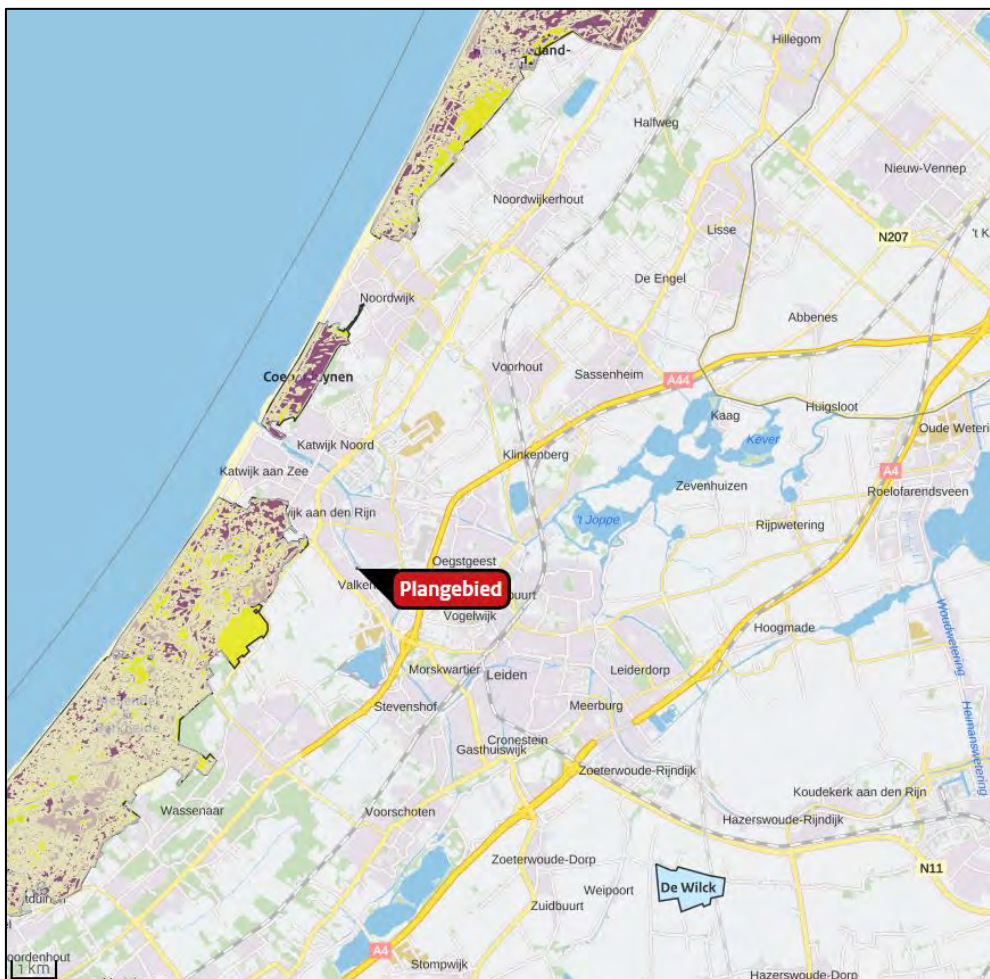 Hillegom
Halfweg
Nieuw-Vennep
Noordwijkerhout
Lisse
N207
De Engel
Noordwijk
Abbenes
Voorhout
Sassenheim
A44
Kaag
Huigsloot
Katwijk Noord
Kever
Klinkenberg
A4
Katwijk aan Zee
Zevenhuizen
Roelofarendsveen
't Joppe
Rijpwetering
Oegstgeest
Plangebied
Vogelwijk
Hoogmade
Woudwetering
Morskwartier
Leiden
Leiderdorp
Stevenshof
Meerburg
Cronestein
Gasthuiswijk
Heimanswetering
Zoeterwoude-Rijndijk
Koudekerk aan den Rijn
Wassenaar
Voorschoten
Hazerswoude-Rijndijk
Zoeterwoude-Dorp
N11
Weipoort
De Wilck
Zuidbuurt
A4
Stompwijk
1 km
Hazerswoude-Dorp